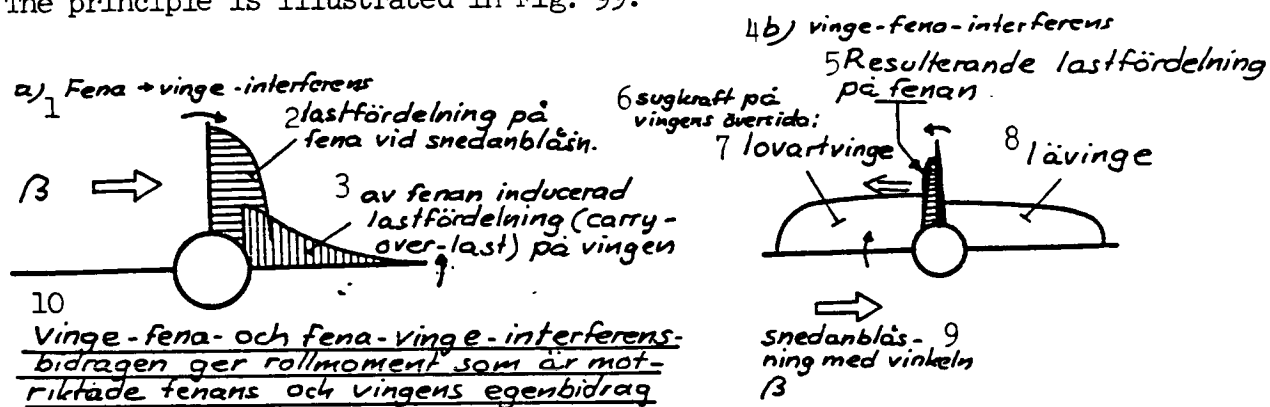 The principle is illustrated in Fig. 99.
a) Fena → vinge-interferens
1
2 lastfördelning på
fena vid snedanblåsn.
β
3 av fenan inducerad
lastfördelning (carry-
over-last) på vingen
10
Vinge-fena- och fena-vinge-interferens-
bidragen ger rollmoment som är mot-
riktade fenans och vingens egenbidrag
4b) vinge-fena-interferens
5 Resulterande lastfördelning
på fenan
6 sugkraft på
vingens översida:
7 lovartvinge
8 lävinge
snedanblås- 9
ning med vinkeln
β